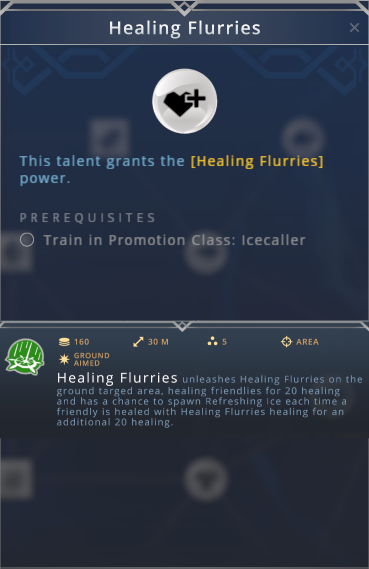 Healing Flurries ×
This talent grants the [Healing Flurries]
power.
PREREQUISITES
Train in Promotion Class: Icecaller
160 30 M 5 AREA
GROUND
AIMED
Healing Flurries unleashes Healing Flurries on the
ground targed area, healing friendlies for 20 healing
and has a chance to spawn Refreshing Ice each time a
friendly is healed with Healing Flurries healing for an
additional 20 healing.